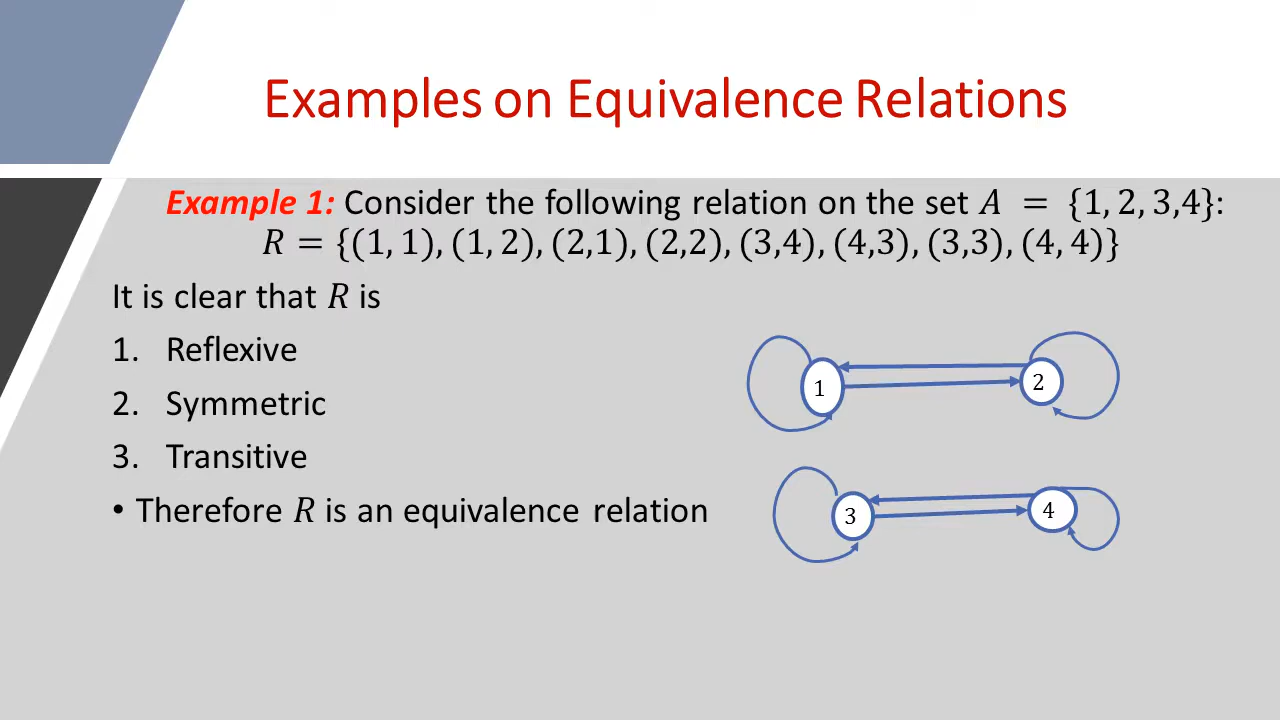 Examples on Equivalence Relations
Example 1: Consider the following relation on the set A = {1, 2, 3,4}:
R = {(1, 1), (1, 2), (2,1), (2,2), (3,4), (4,3), (3,3), (4, 4)}
It is clear that R is
1. Reflexive
2. Symmetric
3. Transitive
• Therefore R is an equivalence relation
1
2
3
4